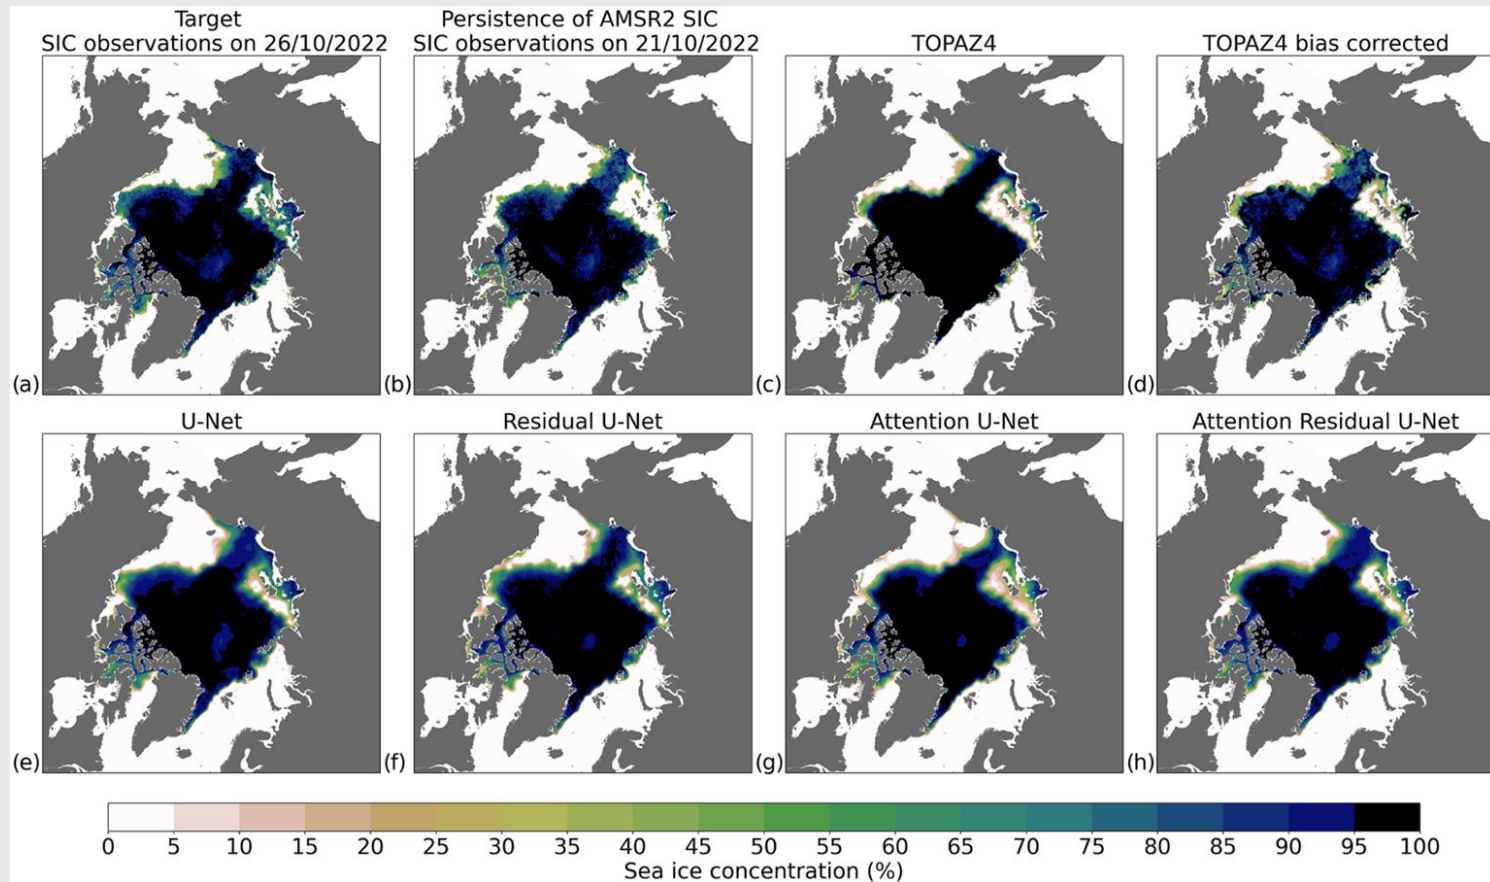 Target
SIC observations on 26/10/2022
Persistence of AMSR2 SIC
SIC observations on 21/10/2022
TOPAZ4
TOPAZ4 bias corrected
(a)
(b)
(c)
(d)
U-Net
Residual U-Net
Attention U-Net
Attention Residual U-Net
(e)
(f)
(g)
(h)
0 5 10 15 20 25 30 35 40 45 50 55 60 65 70 75 80 85 90 95 100
Sea ice concentration (%)